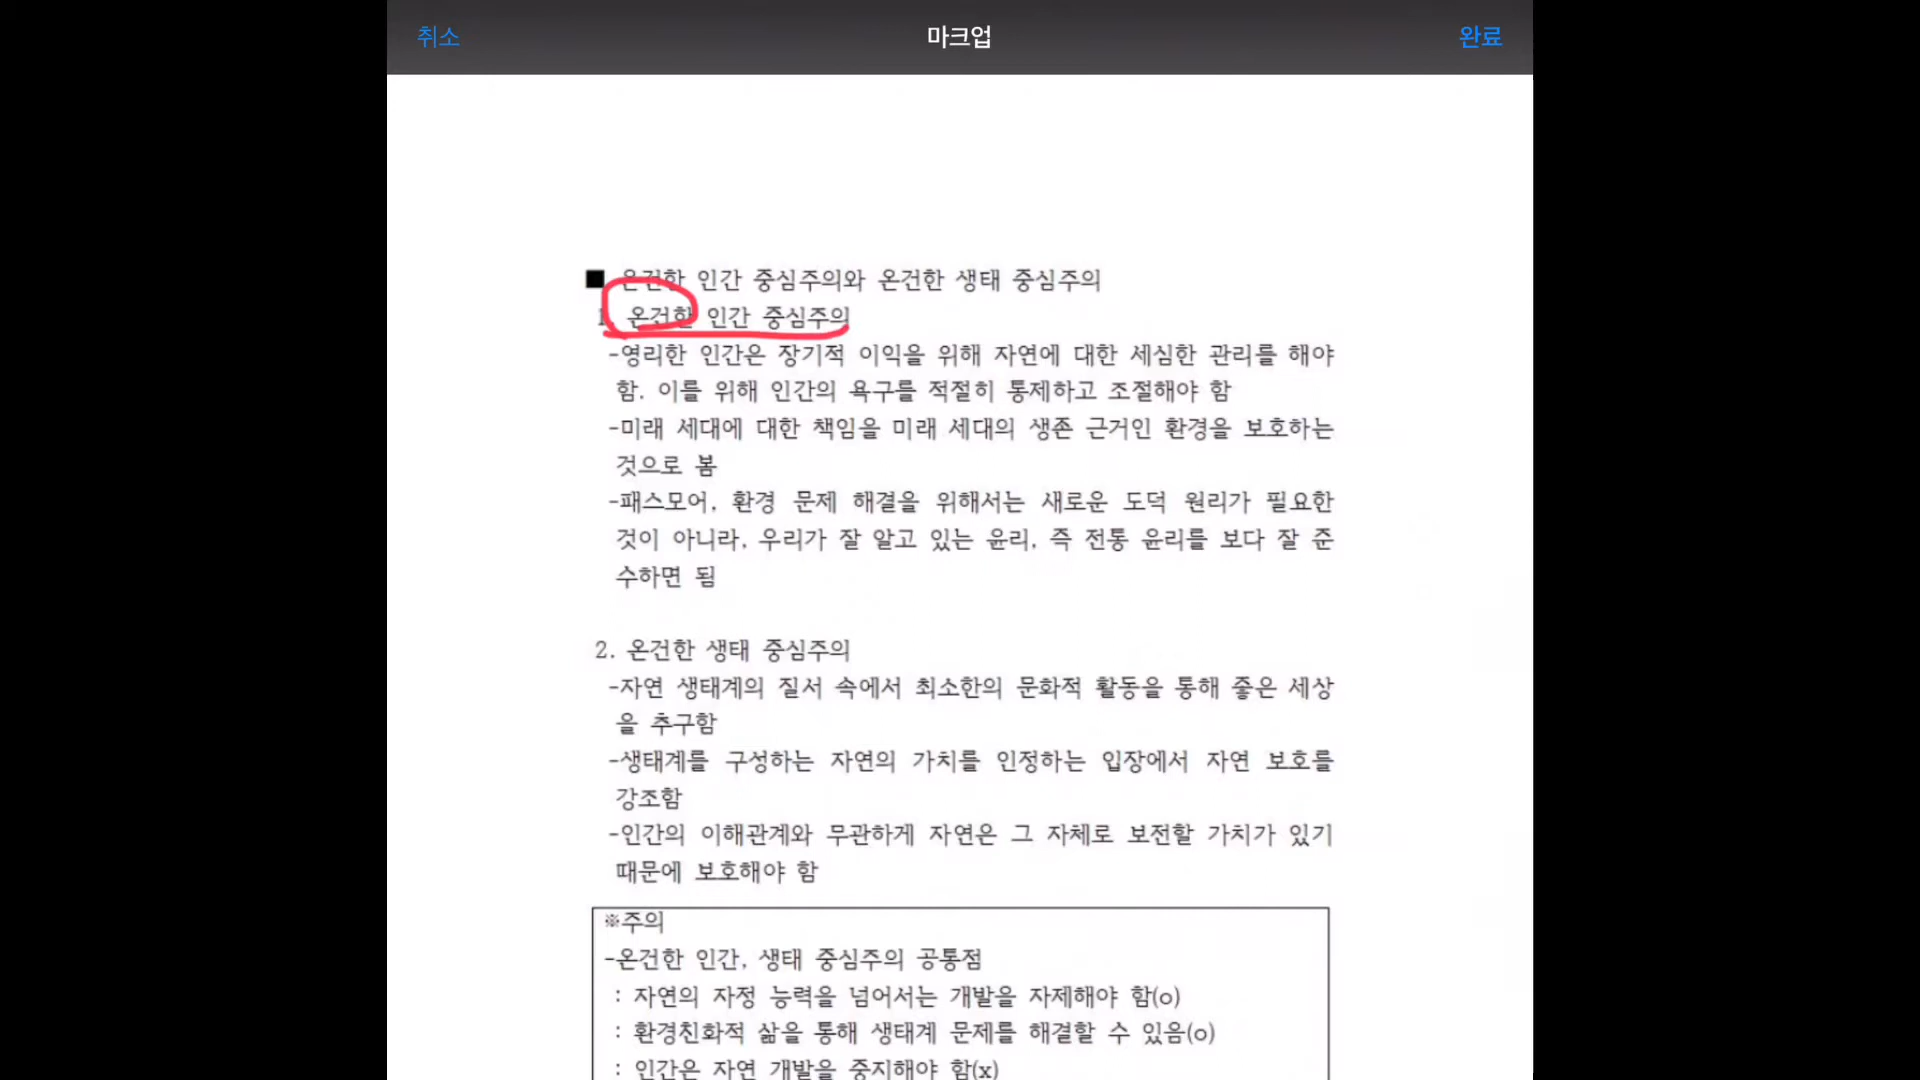 취소
마크업
완료
■ 온건한 인간 중심주의와 온건한 생태 중심주의
1. 온건한 인간 중심주의
-영리한 인간은 장기적 이익을 위해 자연에 대한 세심한 관리를 해야
함. 이를 위해 인간의 욕구를 적절히 통제하고 조절해야 함
-미래 세대에 대한 책임을 미래 세대의 생존 근거인 환경을 보호하는
것으로 봄
-패스모어, 환경 문제 해결을 위해서는 새로운 도덕 원리가 필요한
것이 아니라, 우리가 잘 알고 있는 윤리, 즉 전통 윤리를 보다 잘 준
수하면 됨
2. 온건한 생태 중심주의
-자연 생태계의 질서 속에서 최소한의 문화적 활동을 통해 좋은 세상
을 추구함
-생태계를 구성하는 자연의 가치를 인정하는 입장에서 자연 보호를
강조함
-인간의 이해관계와 무관하게 자연은 그 자체로 보전할 가치가 있기
때문에 보호해야 함
※주의
-온건한 인간, 생태 중심주의 공통점
: 자연의 자정 능력을 넘어서는 개발을 자제해야 함(o)
: 환경친화적 삶을 통해 생태계 문제를 해결할 수 있음(o)
: 인간은 자연 개발을 중지해야 함(x)